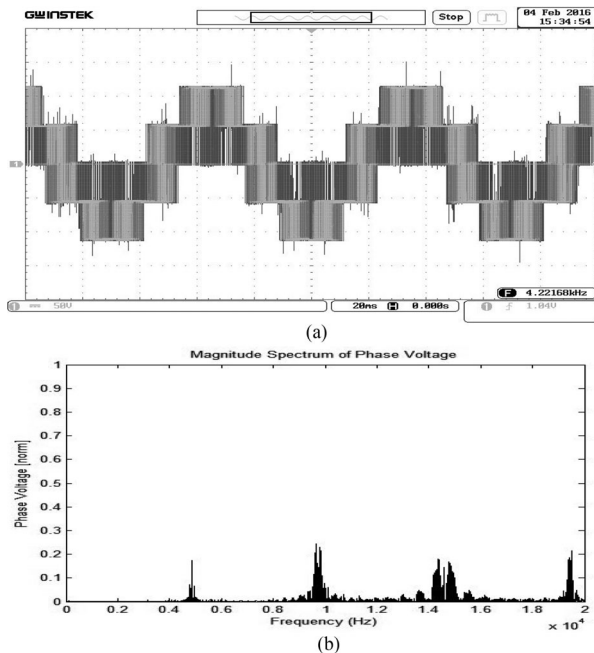 GWINSTEK
Stop
04 Feb 2016
15:34:54
1
F 4.22168kHz
1 50V
20ms H 0.000s
1 1.04V
(a)
Magnitude Spectrum of Phase Voltage
Phase Voltage [norm]
1
0.9
0.8
0.7
0.6
0.5
0.4
0.3
0.2
0.1
0
0 0.2 0.4 0.6 0.8 1 1.2 1.4 1.6 1.8 2
Frequency (Hz)
× 10⁴
(b)